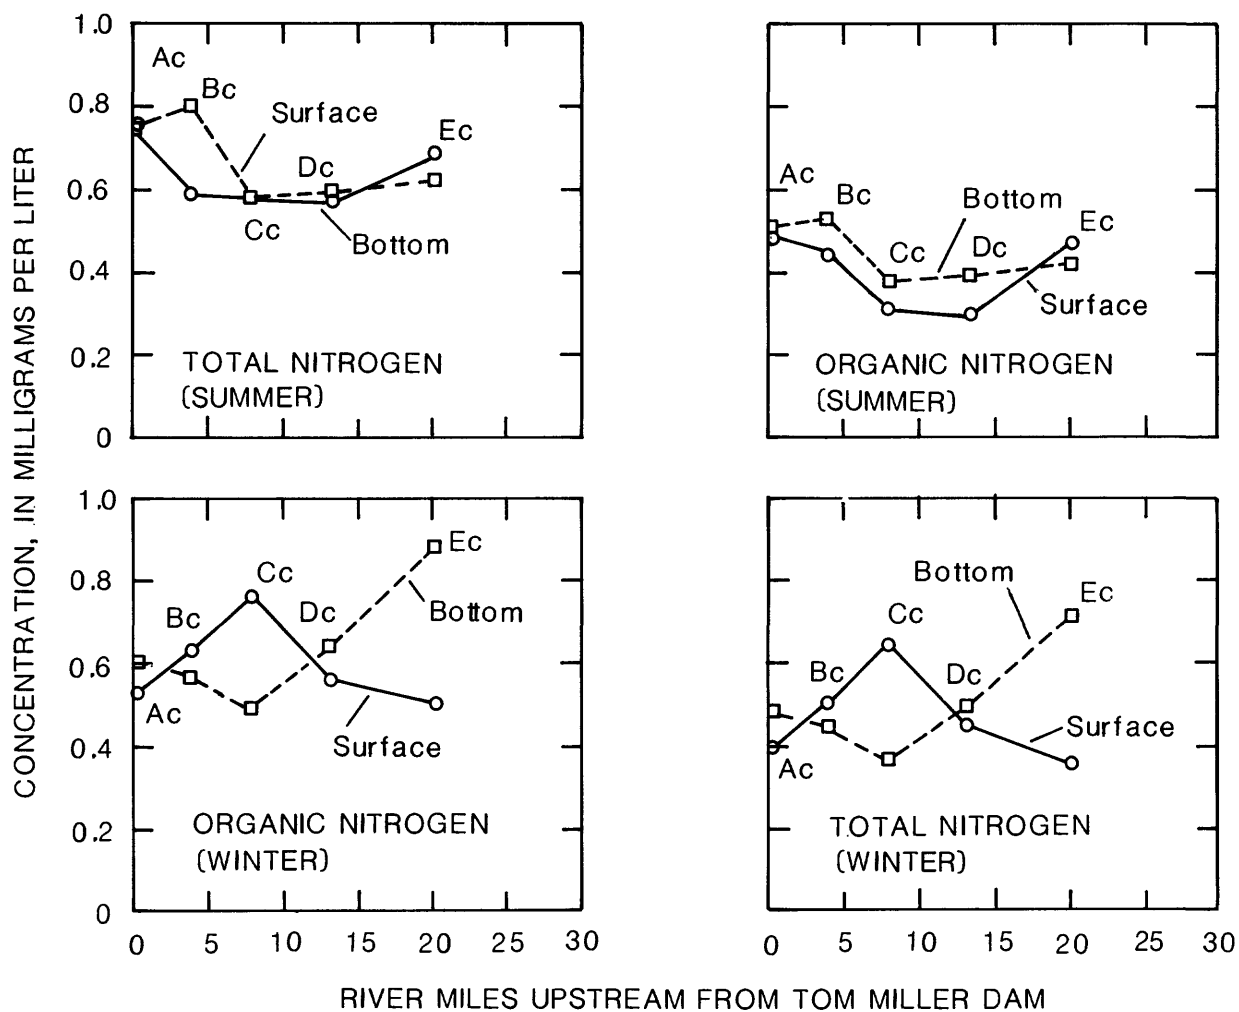 CONCENTRATION, IN MILLIGRAMS PER LITER
1.0
0.8
0.6
0.4
0.2
0
Ac
Bc
Surface
Dc
Ec
Cc
Bottom
TOTAL NITROGEN
(SUMMER)
Ac
Bc
Bottom
Cc
Dc
Ec
Surface
ORGANIC NITROGEN
(SUMMER)
1.0
0.8
0.6
0.4
0.2
0
Ec
Cc
Bc
Dc
Bottom
Ac
Surface
ORGANIC NITROGEN
(WINTER)
0 5 10 15 20 25 30
Bottom
Ec
Cc
Bc
Dc
Surface
Ac
TOTAL NITROGEN
(WINTER)
0 5 10 15 20 25 30
RIVER MILES UPSTREAM FROM TOM MILLER DAM